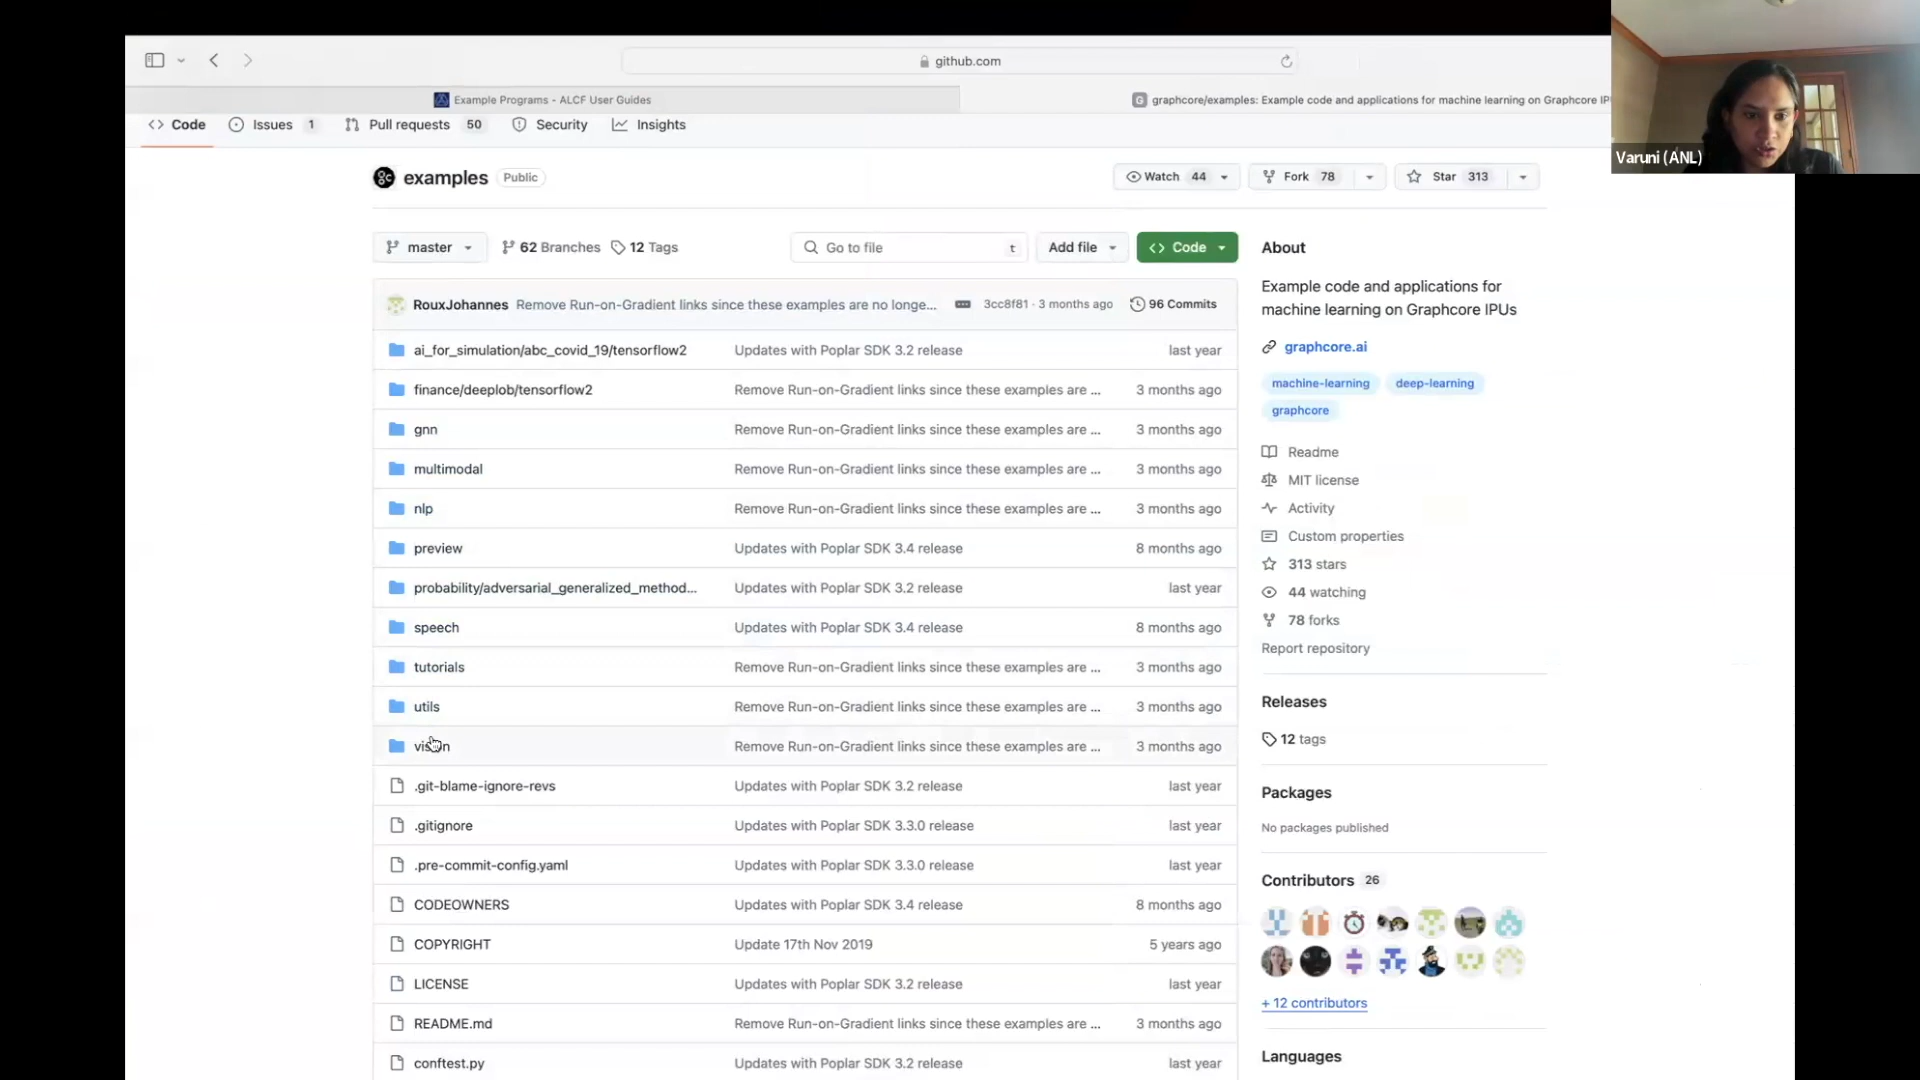 github.com
Example Programs - ALCF User Guides
graphcore/examples: Example code and applications for machine learning on Graphcore IP
Code
Issues 1
Pull requests 50
Security
Insights
Varuni (ANL)
examples
Public
Watch 44
Fork 78
Star 313
master
62 Branches
12 Tags
Go to file
t
Add file
Code
RouxJohannes Remove Run-on-Gradient links since these examples are no longe... 3cc8f81 · 3 months ago 96 Commits
ai_for_simulation/abc_covid_19/tensorflow2 Updates with Poplar SDK 3.2 release last year
finance/deeplob/tensorflow2 Remove Run-on-Gradient links since these examples are ... 3 months ago
gnn Remove Run-on-Gradient links since these examples are ... 3 months ago
multimodal Remove Run-on-Gradient links since these examples are ... 3 months ago
nlp Remove Run-on-Gradient links since these examples are ... 3 months ago
preview Updates with Poplar SDK 3.4 release 8 months ago
probability/adversarial_generalized_method... Updates with Poplar SDK 3.2 release last year
speech Updates with Poplar SDK 3.4 release 8 months ago
tutorials Remove Run-on-Gradient links since these examples are ... 3 months ago
utils Remove Run-on-Gradient links since these examples are ... 3 months ago
vision Remove Run-on-Gradient links since these examples are ... 3 months ago
.git-blame-ignore-revs Updates with Poplar SDK 3.2 release last year
.gitignore Updates with Poplar SDK 3.3.0 release last year
.pre-commit-config.yaml Updates with Poplar SDK 3.3.0 release last year
CODEOWNERS Updates with Poplar SDK 3.4 release 8 months ago
COPYRIGHT Update 17th Nov 2019 5 years ago
LICENSE Updates with Poplar SDK 3.2 release last year
README.md Remove Run-on-Gradient links since these examples are ... 3 months ago
conftest.py Updates with Poplar SDK 3.2 release last year
About
Example code and applications for
machine learning on Graphcore IPUs
graphcore.ai
machine-learning
deep-learning
graphcore
Readme
MIT license
Activity
Custom properties
313 stars
44 watching
78 forks
Report repository
Releases
12 tags
Packages
No packages published
Contributors 26
+ 12 contributors
Languages